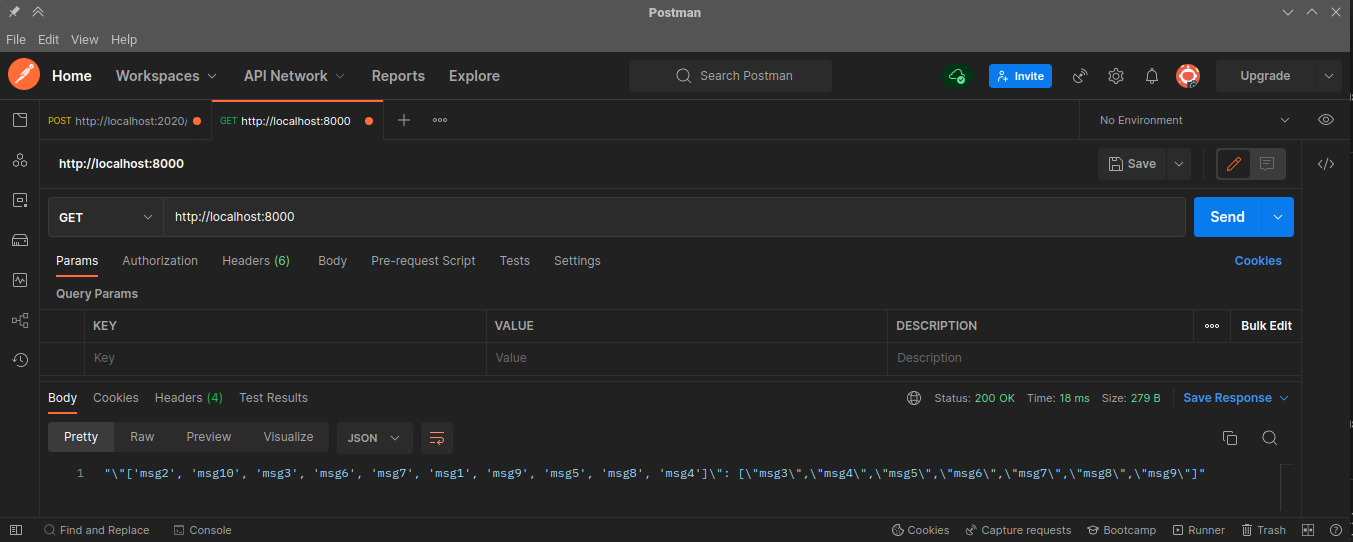 Postman
File Edit View Help
Home Workspaces API Network Reports Explore Search Postman Invite Upgrade
POST http://localhost:2020/ GET http://localhost:8000 No Environment
http://localhost:8000 Save
GET http://localhost:8000 Send
Params Authorization Headers (6) Body Pre-request Script Tests Settings Cookies
Query Params
KEY VALUE DESCRIPTION Bulk Edit
Key Value Description
Body Cookies Headers (4) Test Results Status: 200 OK Time: 18 ms Size: 279 B Save Response
Pretty Raw Preview Visualize JSON
1 "\"['msg2', 'msg10', 'msg3', 'msg6', 'msg7', 'msg1', 'msg9', 'msg5', 'msg8', 'msg4']\": [\"msg3\",\"msg4\",\"msg5\",\"msg6\",\"msg7\",\"msg8\",\"msg9\"]"
Find and Replace Console Cookies Capture requests Bootcamp Runner Trash